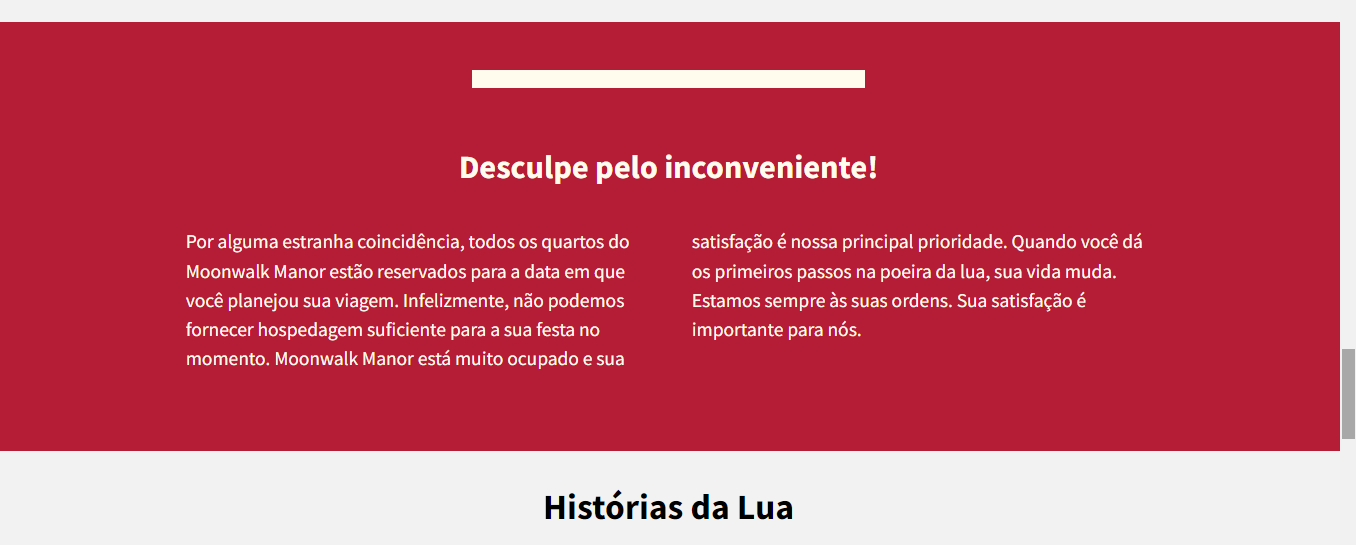 Desculpe pelo inconveniente!
Por alguma estranha coincidência, todos os quartos do
Moonwalk Manor estão reservados para a data em que
você planejou sua viagem. Infelizmente, não podemos
fornecer hospedagem suficiente para a sua festa no
momento. Moonwalk Manor está muito ocupado e sua
satisfação é nossa principal prioridade. Quando você dá
os primeiros passos na poeira da lua, sua vida muda.
Estamos sempre às suas ordens. Sua satisfação é
importante para nós.
Histórias da Lua